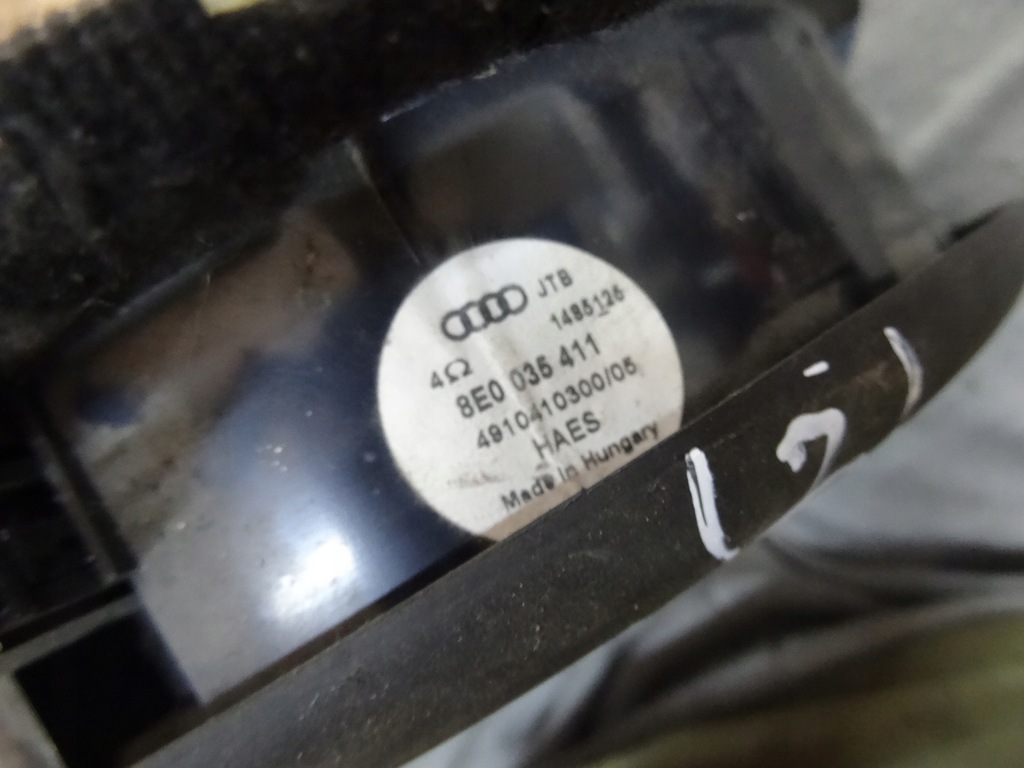 JTB
1485126
4Ω
8E0 035 411
4910410300/05
HAES
Made in Hungary